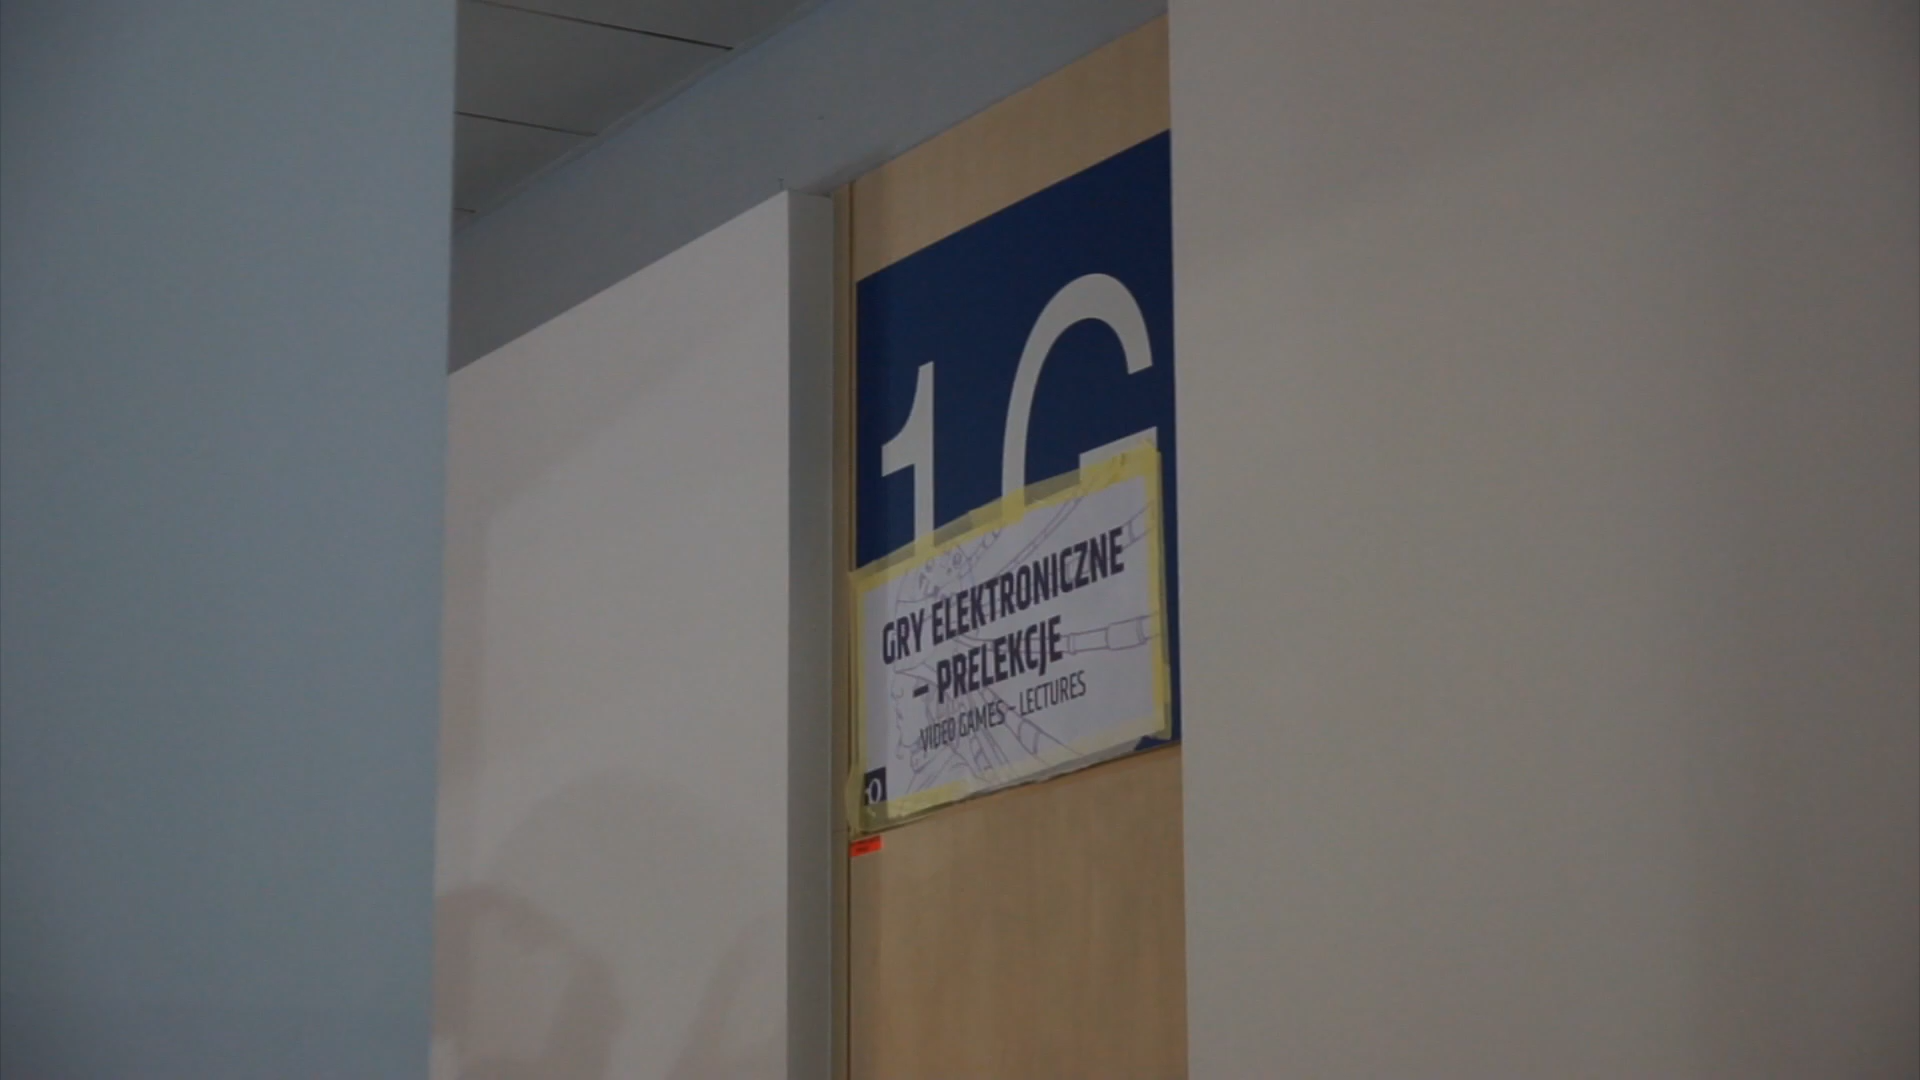 1G
GRY ELEKTRONICZNE
– PRELEKCJE
VIDEO GAMES – LECTURES